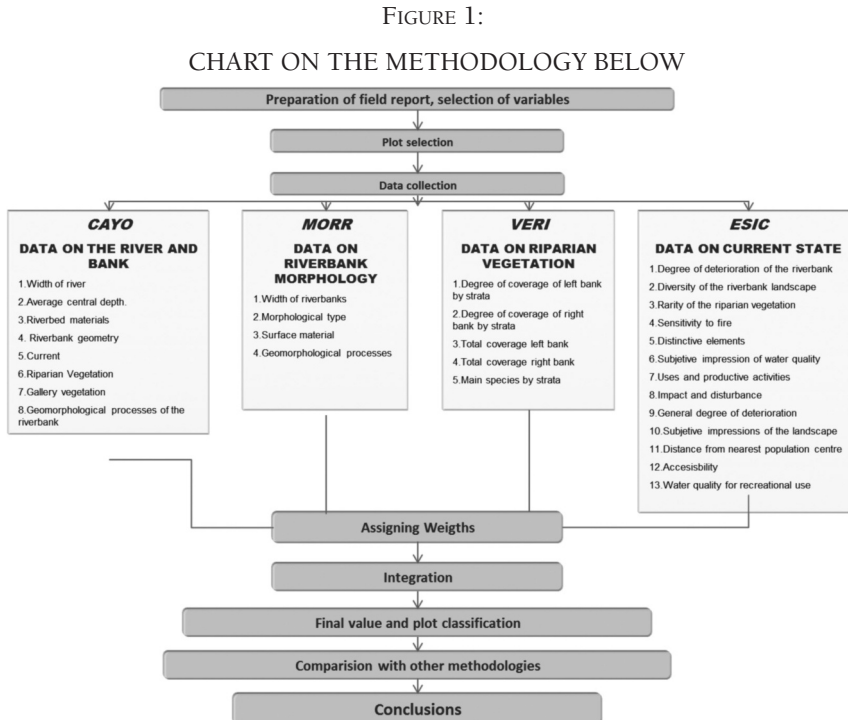 FIGURE 1:
CHART ON THE METHODOLOGY BELOW
Preparation of field report, selection of variables
Plot selection
Data collection
CAYO
DATA ON THE RIVER AND
BANK
1.Width of river
2.Average central depth.
3.Riverbed materials
4. Riverbank geometry
5.Current
6.Riparian Vegetation
7.Gallery vegetation
8.Geomorphological processes of the
riverbank
MORR
DATA ON
RIVERBANK
MORPHOLOGY
1.Width of riverbanks
2.Morphological type
3.Surface material
4.Geomorphological processes
VERI
DATA ON RIPARIAN
VEGETATION
1.Degree of coverage of left bank
by strata
2.Degree of coverage of right
bank by strata
3.Total coverage left bank
4.Total coverage right bank
5.Main species by strata
ESIC
DATA ON CURRENT STATE
1.Degree of deterioration of the riverbank
2.Diversity of the riverbank landscape
3.Rarity of the riparian vegetation
4.Sensitivity to fire
5.Distinctive elements
6.Subjetive impression of water quality
7.Uses and productive activities
8.Impact and disturbance
9.General degree of deterioration
10.Subjetive impressions of the landscape
11.Distance from nearest population centre
12.Accesisbility
13.Water quality for recreational use
Assigning Weigths
Integration
Final value and plot classification
Comparision with other methodologies
Conclusions